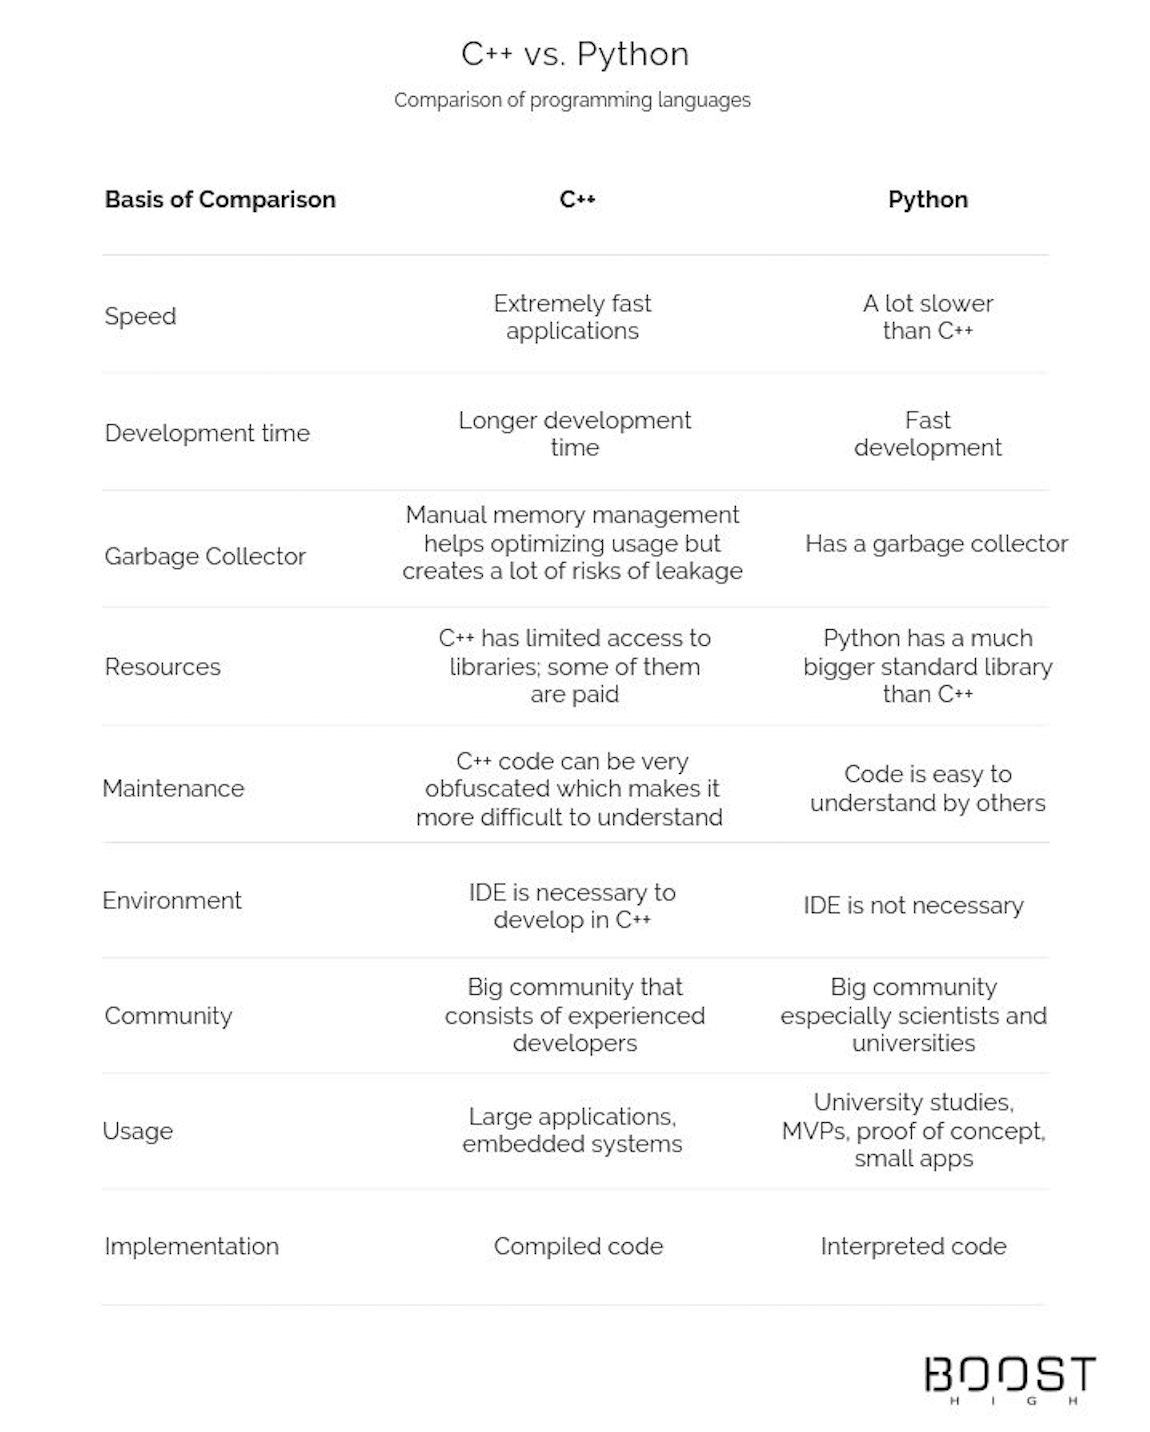 C++ vs. Python
Comparison of programming languages
Basis of Comparison
C++
Python
Speed
Extremely fast
applications
A lot slower
than C++
Development time
Longer development
time
Fast
development
Garbage Collector
Manual memory management
helps optimizing usage but
creates a lot of risks of leakage
Has a garbage collector
Resources
C++ has limited access to
libraries; some of them
are paid
Python has a much
bigger standard library
than C++
Maintenance
C++ code can be very
obfuscated which makes it
more difficult to understand
Code is easy to
understand by others
Environment
IDE is necessary to
develop in C++
IDE is not necessary
Community
Big community that
consists of experienced
developers
Big community
especially scientists and
universities
Usage
Large applications,
embedded systems
University studies,
MVPs, proof of concept,
small apps
Implementation
Compiled code
Interpreted code
BOOST
HIGH